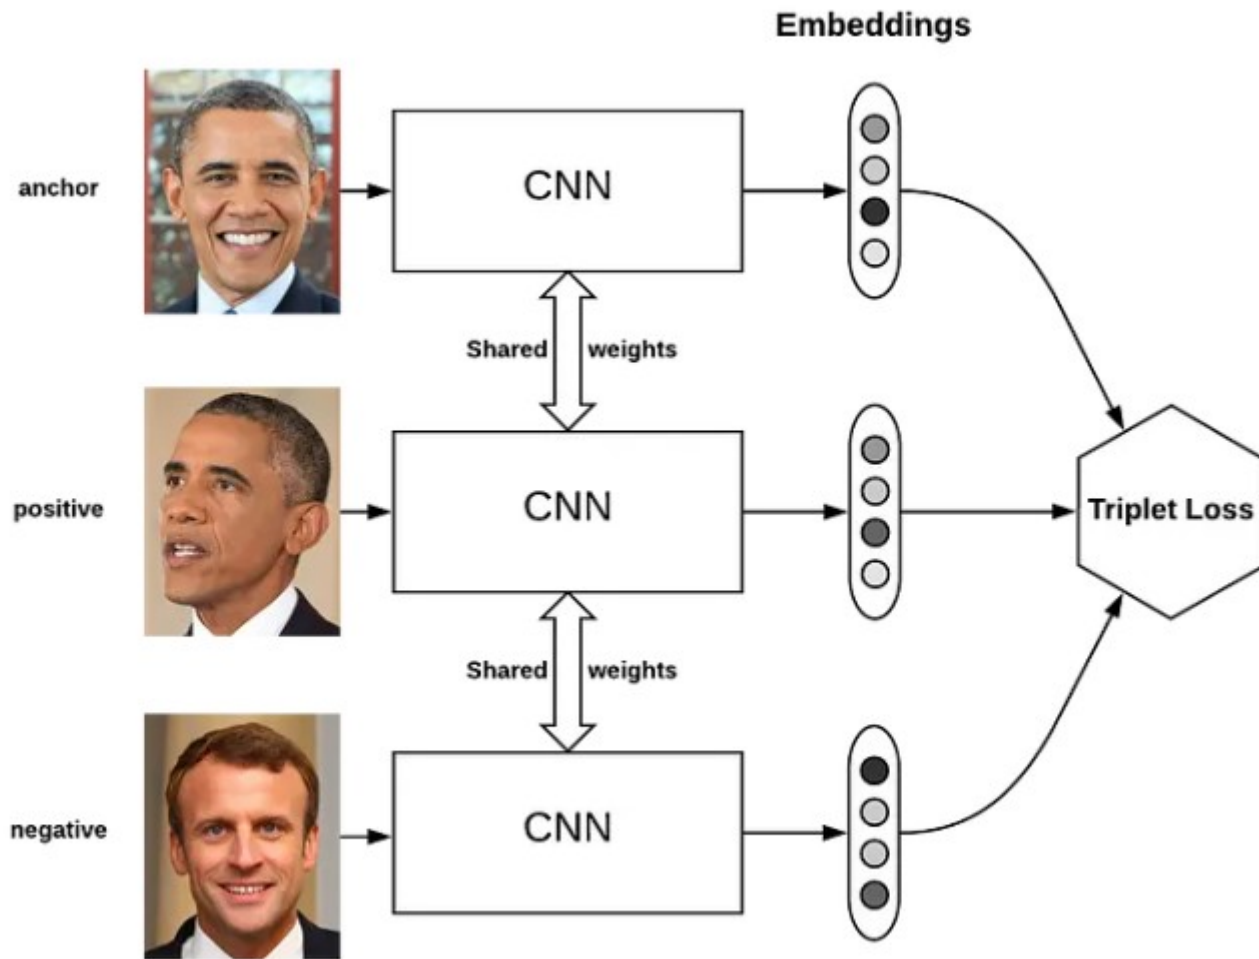 Embeddings
anchor
CNN
Shared weights
positive
CNN
Triplet Loss
Shared weights
negative
CNN